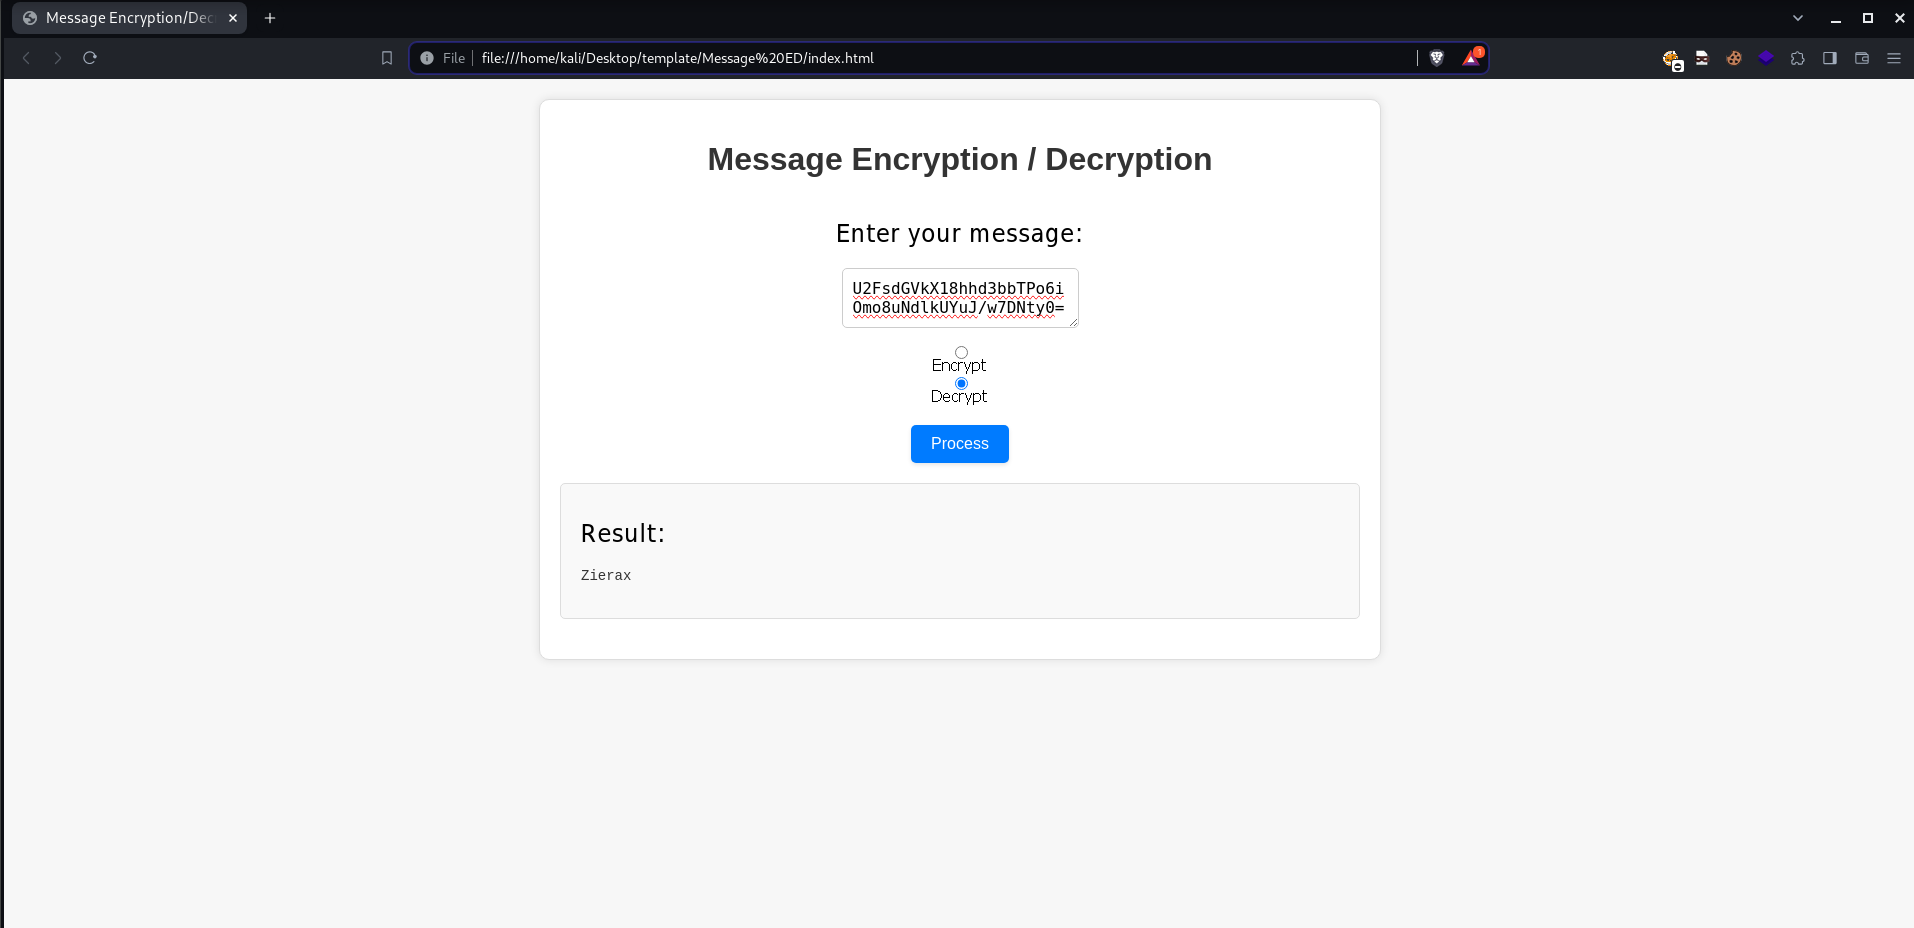 Message Encryption/Dec
File
file:///home/kali/Desktop/template/Message%20ED/index.html
1
Message Encryption / Decryption
Enter your message:
U2FsdGVkX18hhd3bbTPo6i
Omo8uNdlkUYuJ/w7DNty0=
Encrypt
Decrypt
Process
Result:
Zierax